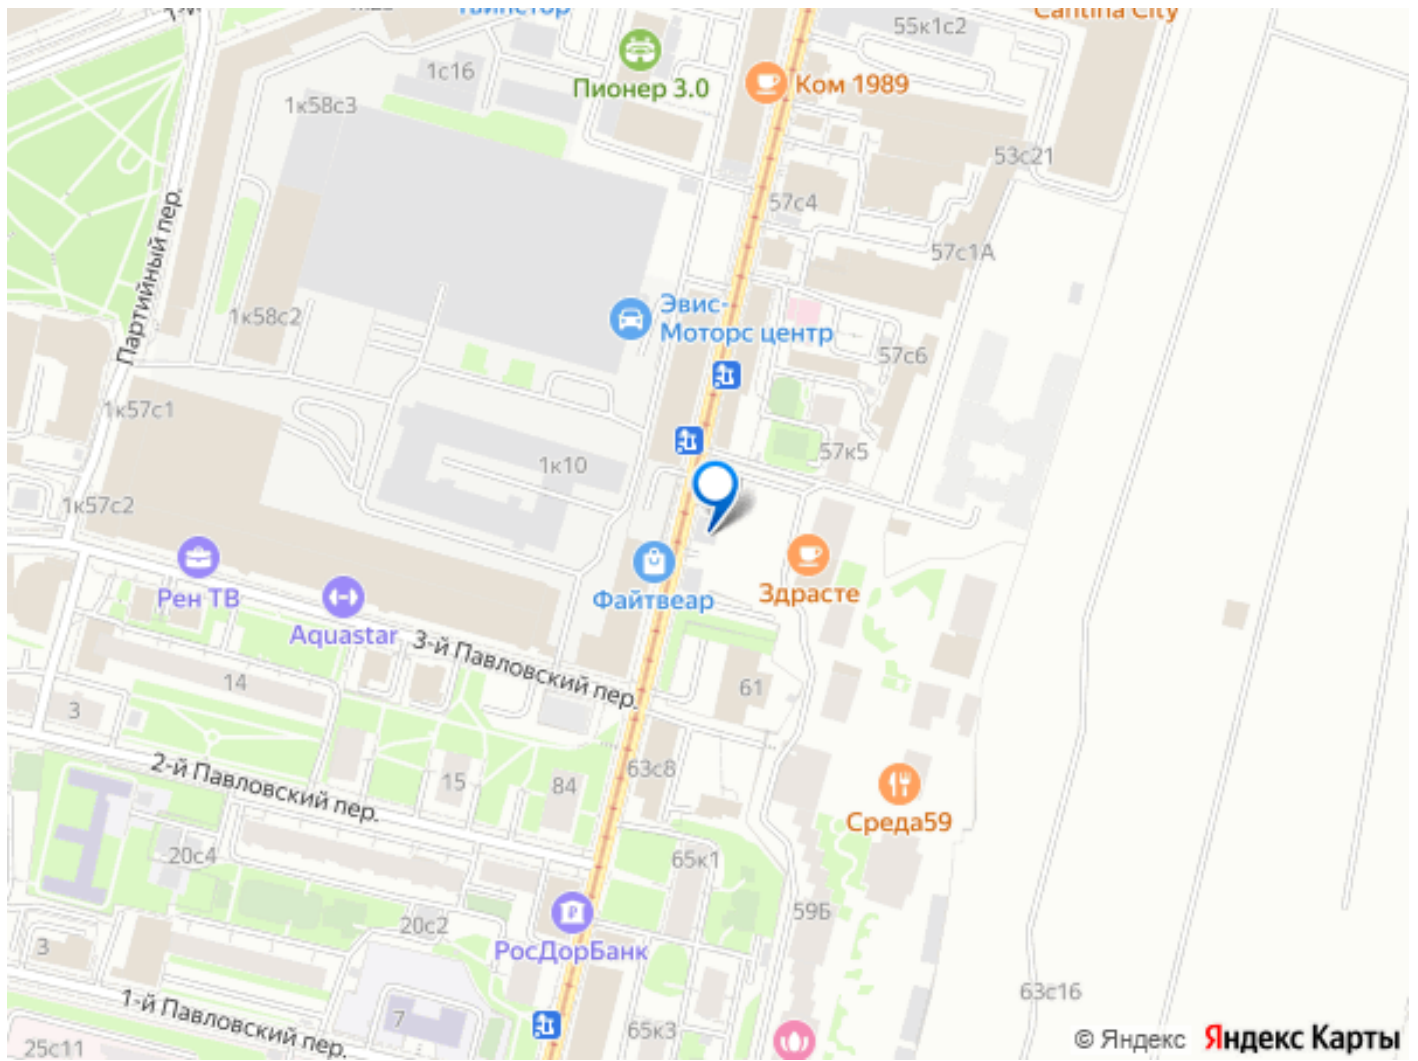 Cantina City
55к1с2
1с16
Пионер 3.0
Ком 1989
1к58с3
53с21
57с4
Партийный пер.
57с1А
Эвис-
Моторс центр
1к58с2
57с6
1к57с1
57к5
1к10
1к57с2
Рен ТВ
Aquastar
Файтвеар
Здрасте
3-й Павловский пер.
14
61
3
2-й Павловский пер.
15
84
63с8
Среда59
20с4
65к1
59Б
20с2
3
РосДорБанк
63с16
1-й Павловский пер.
7
65к3
25с11
© Яндекс Яндекс Карты